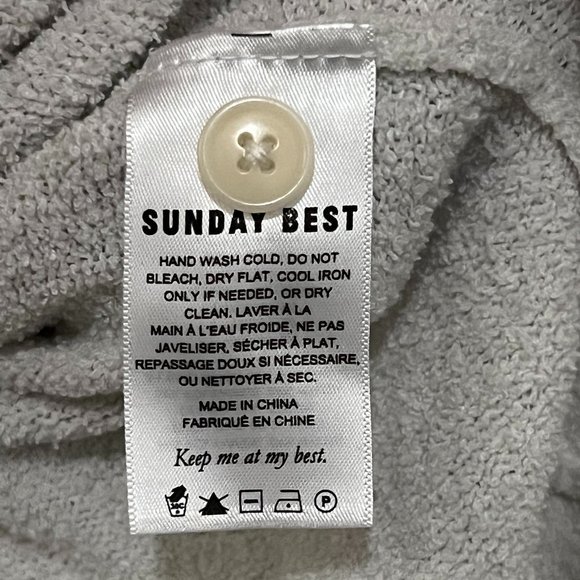 SUNDAY BEST
HAND WASH COLD, DO NOT
BLEACH, DRY FLAT, COOL IRON
ONLY IF NEEDED, OR DRY
CLEAN. LAVER À LA
MAIN À L'EAU FROIDE, NE PAS
JAVELISER, SÉCHER À PLAT,
REPASSAGE DOUX SI NÉCESSAIRE,
OU NETTOYER À SEC.
MADE IN CHINA
FABRIQUÉ EN CHINE
Keep me at my best.
30C P